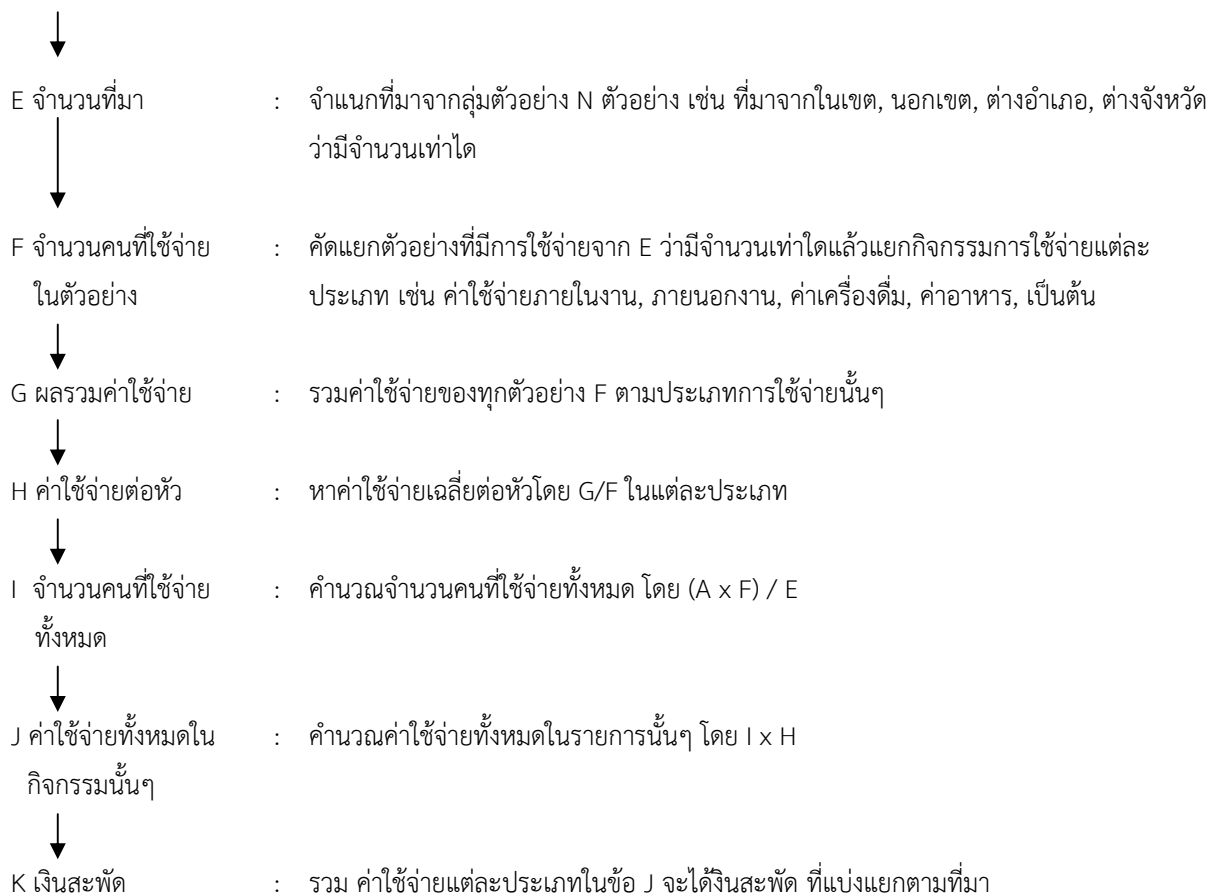 E จำนวนที่มา : จำแนกที่มาจากกลุ่มตัวอย่าง N ตัวอย่าง เช่น ที่มาจากในเขต, นอกเขต, ต่างอำเภอ, ต่างจังหวัด
ว่ามีจำนวนเท่าได
F จำนวนคนที่ใช้จ่าย : คัดแยกตัวอย่างที่มีการใช้จ่ายจาก E ว่ามีจำนวนเท่าใดแล้วแยกกิจกรรมการใช้จ่ายแต่ละ
ในตัวอย่าง ประเภท เช่น ค่าใช้จ่ายภายในงาน, ภายนอกงาน, ค่าเครื่องดื่ม, ค่าอาหาร, เป็นต้น
G ผลรวมค่าใช้จ่าย : รวมค่าใช้จ่ายของทุกตัวอย่าง F ตามประเภทการใช้จ่ายนั้นๆ
H ค่าใช้จ่ายต่อหัว : หาค่าใช้จ่ายเฉลี่ยต่อหัวโดย G/F ในแต่ละประเภท
I จำนวนคนที่ใช้จ่าย : คำนวณจำนวนคนที่ใช้จ่ายทั้งหมด โดย (A x F) / E
ทั้งหมด
J ค่าใช้จ่ายทั้งหมดใน : คำนวณค่าใช้จ่ายทั้งหมดในรายการนั้นๆ โดย I x H
กิจกรรมนั้นๆ
K เงินสะพัด : รวม ค่าใช้จ่ายแต่ละประเภทในข้อ J จะได้งินสะพัด ที่แบ่งแยกตามที่มา